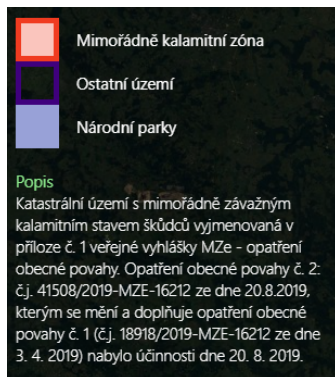 Mimořádně kalamitní zóna
Ostatní území
Národní parky
Popis
Katastrální území s mimořádně závažným
kalamitním stavem škůdců vyjmenovaná v
příloze č. 1 veřejné vyhlášky MZe - opatření
obecné povahy. Opatření obecné povahy č. 2:
č.j. 41508/2019-MZE-16212 ze dne 20.8.2019,
kterým se mění a doplňuje opatření obecné
povahy č. 1 (č.j. 18918/2019-MZE-16212 ze dne
3. 4. 2019) nabylo účinnosti dne 20. 8. 2019.